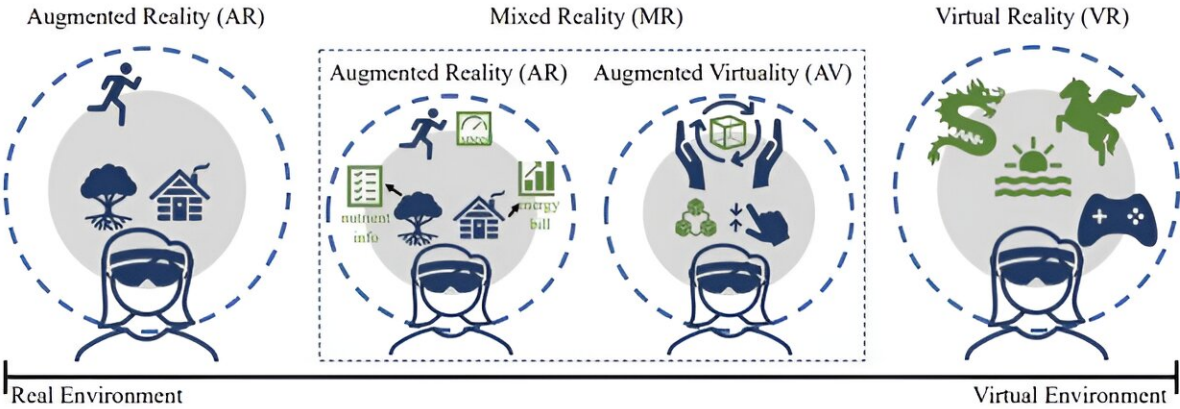 Augmented Reality (AR)
Mixed Reality (MR)
Virtual Reality (VR)
Augmented Reality (AR)
Augmented Virtuality (AV)
nutrient
info
energy
bill
Real Environment
Virtual Environment